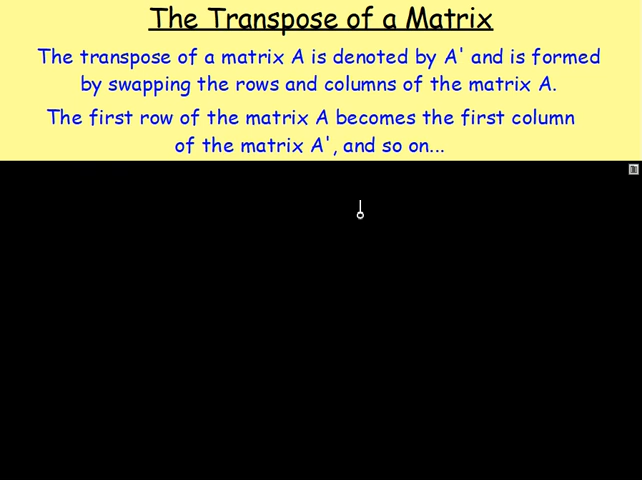 The Transpose of a Matrix
The transpose of a matrix A is denoted by A' and is formed
by swapping the rows and columns of the matrix A.
The first row of the matrix A becomes the first column
of the matrix A', and so on...